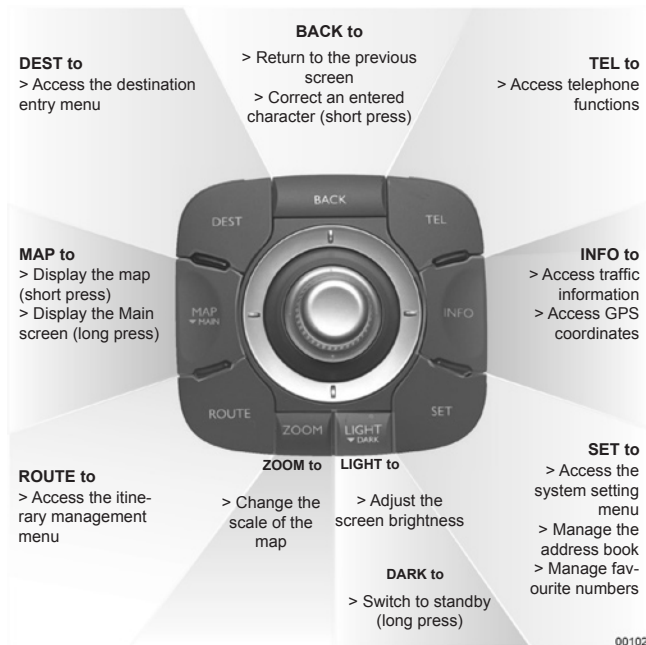 BACK to
> Return to the previous
screen
> Correct an entered
character (short press)
DEST to
> Access the destination
entry menu
TEL to
> Access telephone
functions
BACK
DEST
TEL
MAP to
> Display the map
(short press)
> Display the Main
screen (long press)
MAP
▼ MAIN
INFO
INFO to
> Access traffic
information
> Access GPS
coordinates
ROUTE
ZOOM
LIGHT
▼ DARK
SET
ROUTE to
> Access the itine-
rary management
menu
ZOOM to
> Change the
scale of the
map
LIGHT to
> Adjust the
screen brightness
DARK to
> Switch to standby
(long press)
SET to
> Access the
system setting
menu
> Manage the
address book
> Manage fav-
ourite numbers
00102